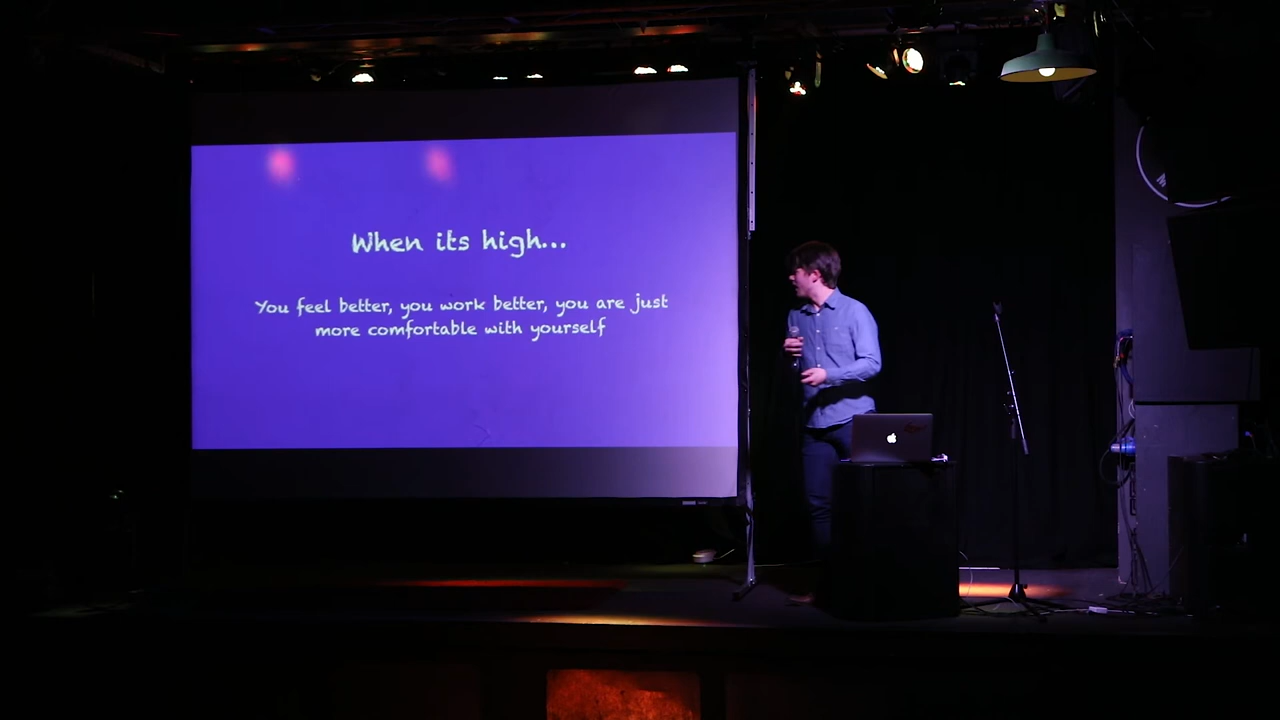 When its high...
You feel better, you work better, you are just
more comfortable with yourself